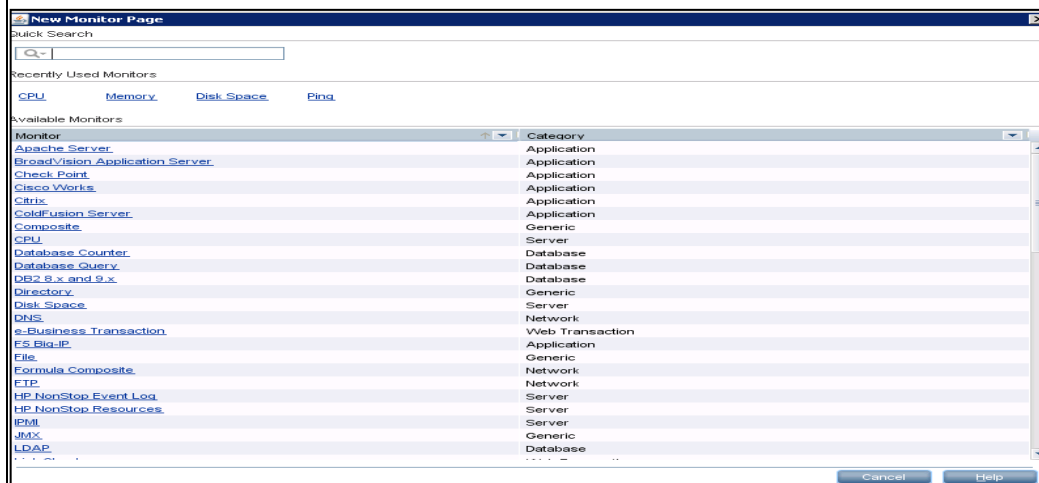 New Monitor Page
Quick Search
Recently Used Monitors
CPU Memory Disk Space Ping
Available Monitors
Monitor Category
Apache Server Application
BroadVision Application Server Application
Check Point Application
Cisco Works Application
Citrix Application
ColdFusion Server Application
Composite Generic
CPU Server
Database Counter Database
Database Query Database
DB2 8.x and 9.x Database
Directory Generic
Disk Space Server
DNS Network
e-Business Transaction Web Transaction
F5 Big-IP Application
File Generic
Formula Composite Network
FTP Network
HP NonStop Event Log Server
HP NonStop Resources Server
IPMI Server
JMX Generic
LDAP Database
Cancel Help